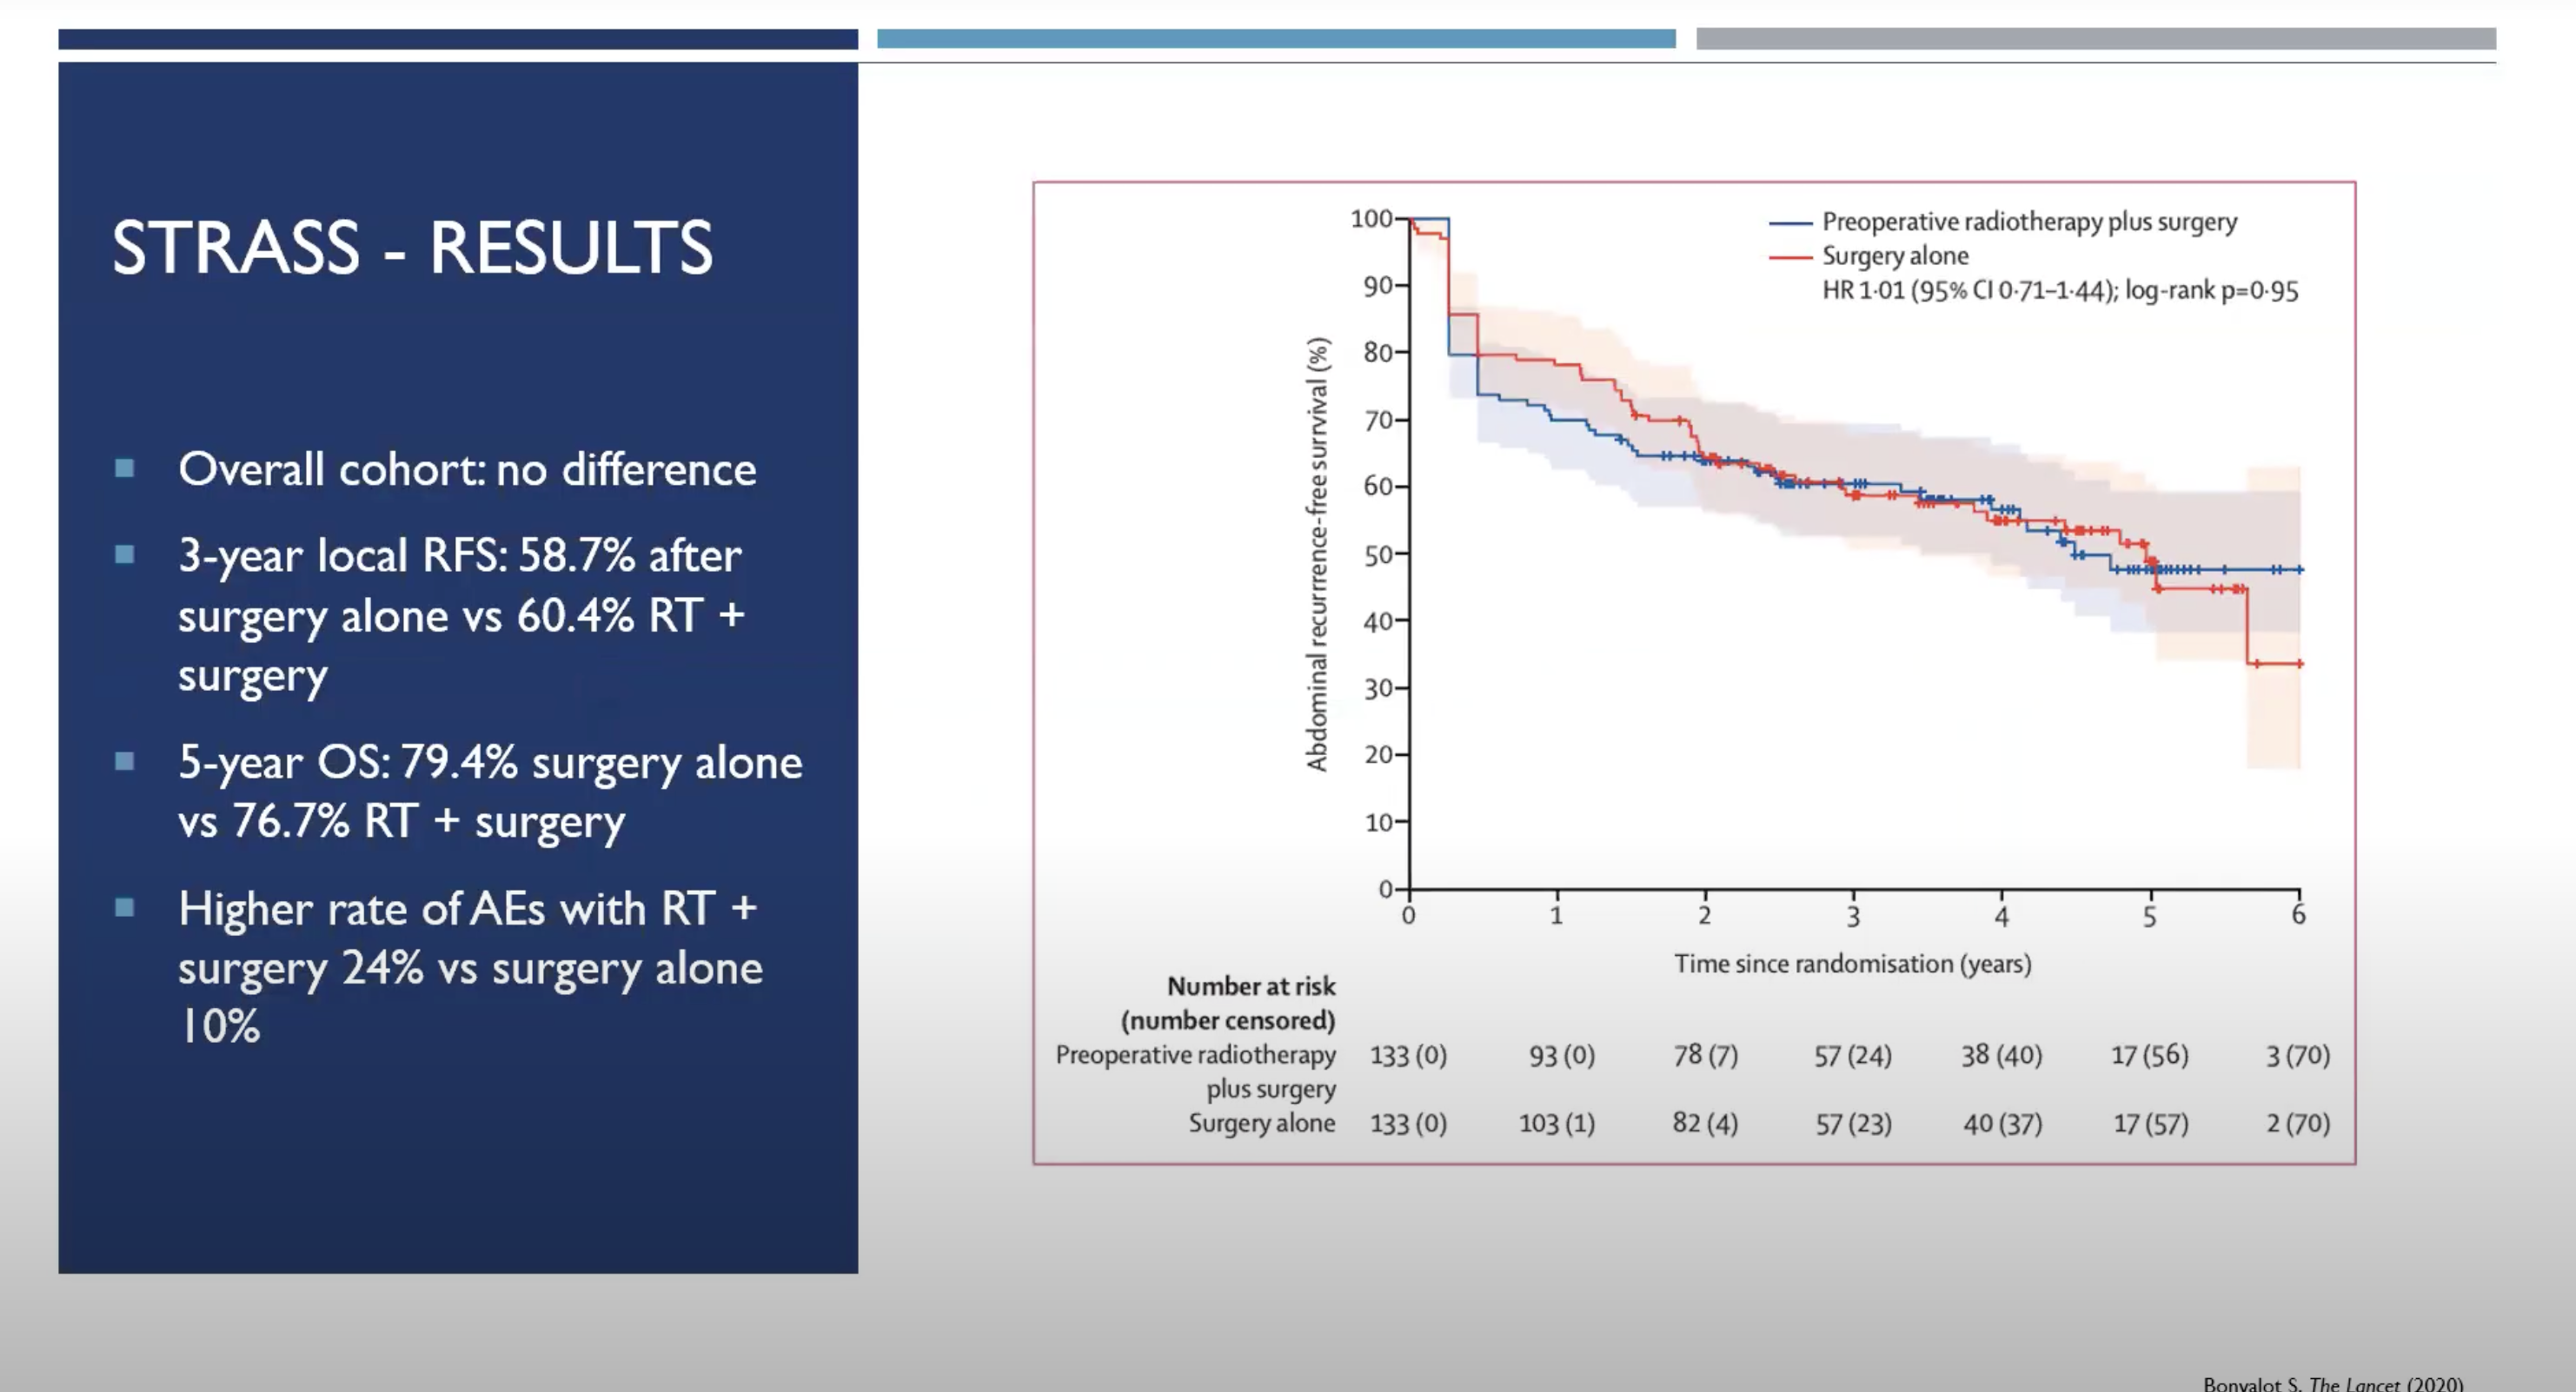 STRASS - RESULTS
Overall cohort: no difference
3-year local RFS: 58.7% after
surgery alone vs 60.4% RT +
surgery
5-year OS: 79.4% surgery alone
vs 76.7% RT + surgery
Higher rate of AEs with RT +
surgery 24% vs surgery alone
10%
Preoperative radiotherapy plus surgery
Surgery alone
HR 1·01 (95% CI 0·71–1·44); log-rank p=0·95
Abdominal recurrence-free survival (%)
100
90
80
70
60
50
40
30
20
10
0
0 1 2 3 4 5 6
Time since randomisation (years)
Number at risk
(number censored)
Preoperative radiotherapy 133 (0) 93 (0) 78 (7) 57 (24) 38 (40) 17 (56) 3 (70)
plus surgery
Surgery alone 133 (0) 103 (1) 82 (4) 57 (23) 40 (37) 17 (57) 2 (70)
Bonvalot S. The Lancet (2020)